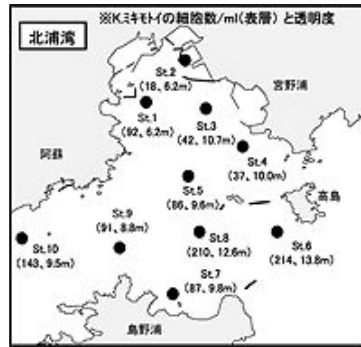 ※K.ミキモトイの細胞数/ml(表層)と透明度
北浦湾
St.2
(18、6.2m)
宮野浦
St.1
(92、6.2m)
St.3
(42、10.7m)
阿蘇
St.4
(37、10.0m)
St.5
(86、9.6m)
高島
St.9
(91、8.8m)
St.8
(210、12.6m)
St.6
(214、13.8m)
St.10
(143、9.5m)
St.7
(87、9.8m)
島野浦